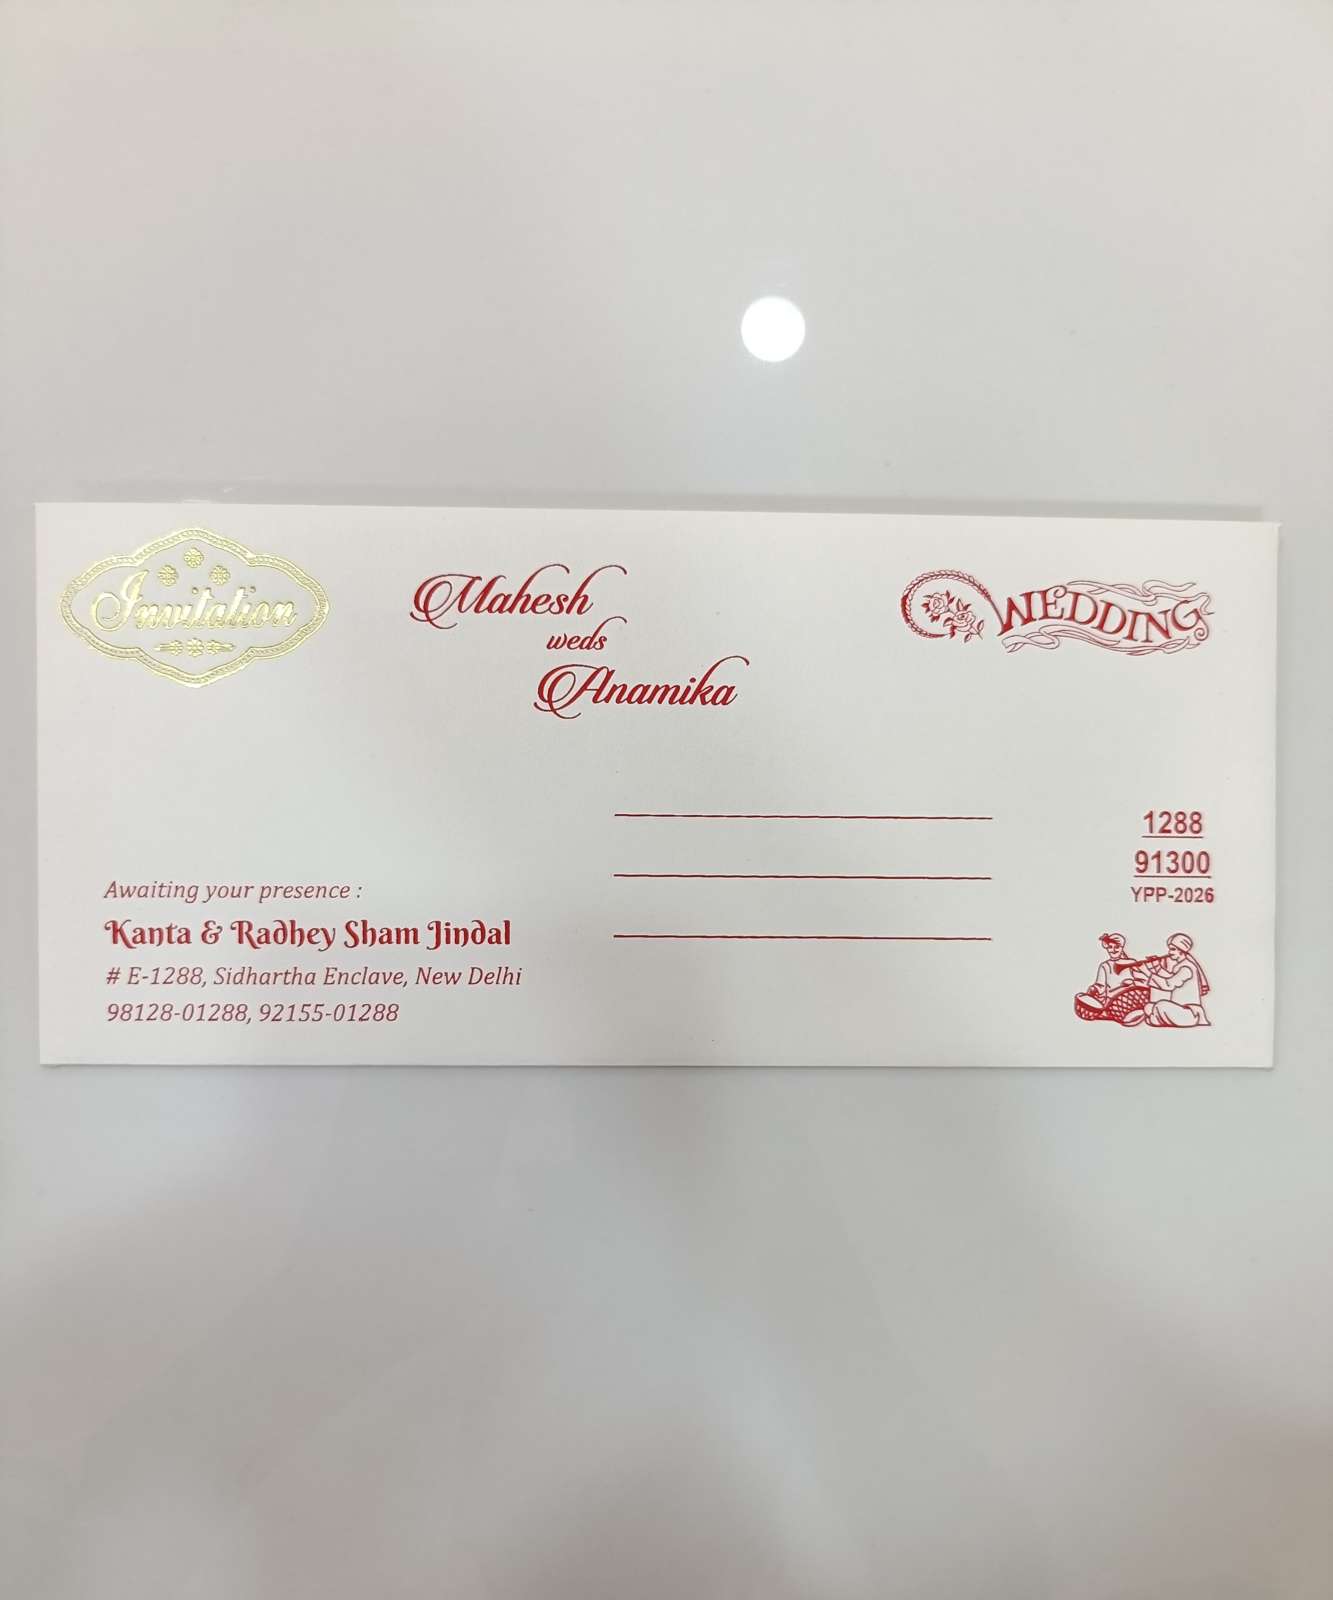 Invitation
Mahesh
weds
Anamika
WEDDING
1288
91300
YPP-2026
Awaiting your presence :
Kanta & Radhey Sham Jindal
# E-1288, Sidhartha Enclave, New Delhi
98128-01288, 92155-01288